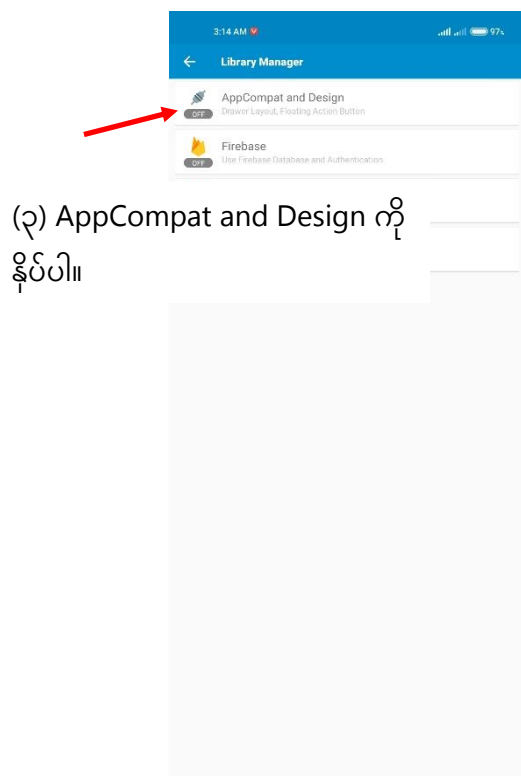 3:14 AM 97%
Library Manager
AppCompat and Design
OFF Drawer Layout, Floating Action Button
Firebase
OFF Use Firebase Database and Authentication
(၃) AppCompat and Design ကို
နှိပ်ပါ။